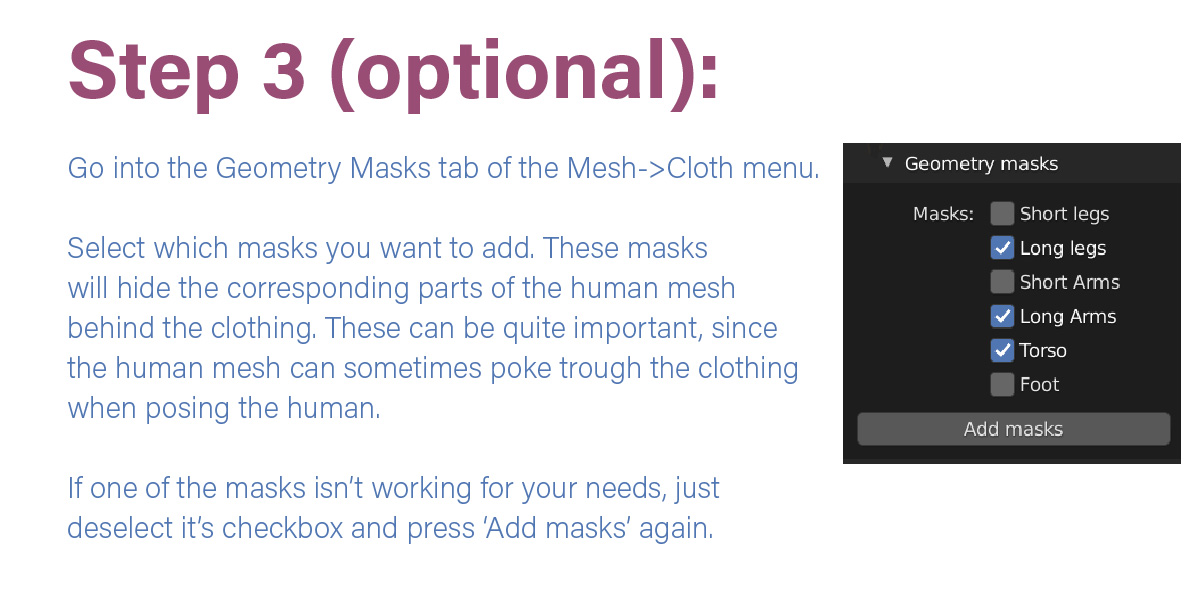 Step 3 (optional):
Go into the Geometry Masks tab of the Mesh->Cloth menu.
Select which masks you want to add. These masks
will hide the corresponding parts of the human mesh
behind the clothing. These can be quite important, since
the human mesh can sometimes poke trough the clothing
when posing the human.
If one of the masks isn’t working for your needs, just
deselect it’s checkbox and press ‘Add masks’ again.
Geometry masks
Masks: Short legs
Long legs
Short Arms
Long Arms
Torso
Foot
Add masks